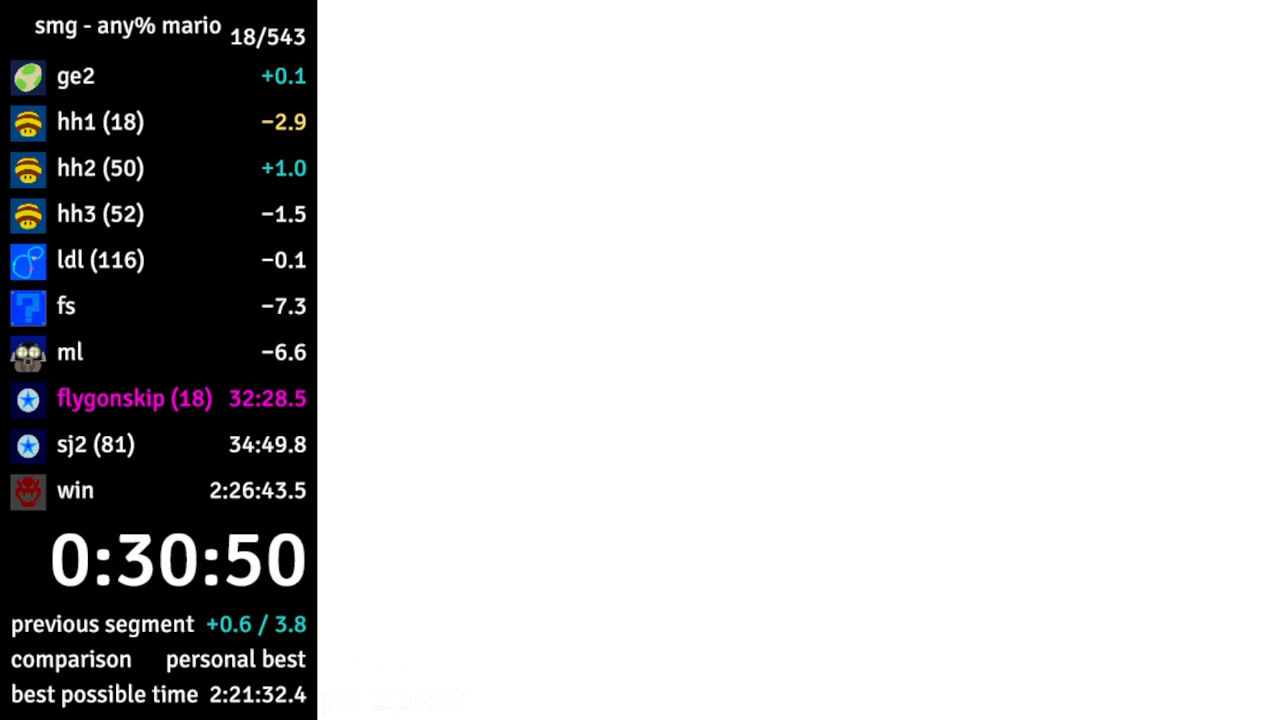 smg - any% mario 18/543
ge2 +0.1
hh1 (18) −2.9
hh2 (50) +1.0
hh3 (52) −1.5
ldl (116) −0.1
fs −7.3
ml −6.6
flygonskip (18) 32:28.5
sj2 (81) 34:49.8
win 2:26:43.5
0:30:50
previous segment +0.6 / 3.8
comparison personal best
best possible time 2:21:32.4